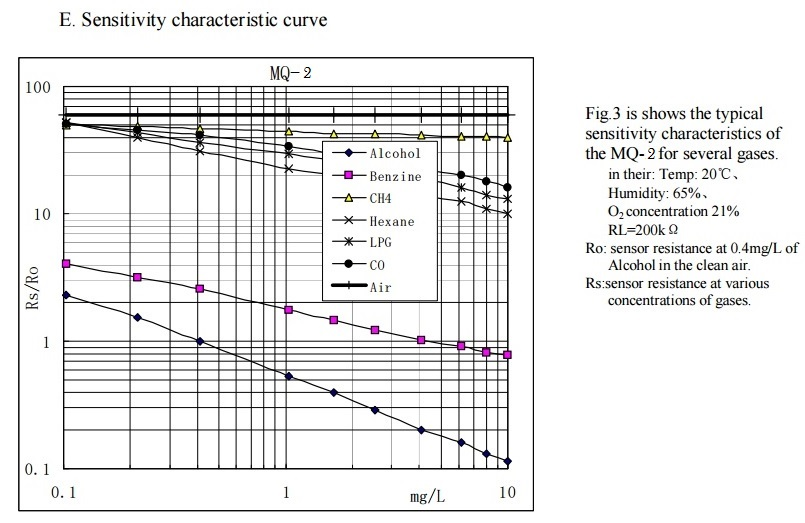 E. Sensitivity characteristic curve
MQ-2
100
10
1
0.1
Rs/Ro
Alcohol
Benzine
CH4
Hexane
LPG
CO
Air
0.1
1
mg/L
10
Fig.3 is shows the typical
sensitivity characteristics of
the MQ-2 for several gases.
in their: Temp: 20℃、
Humidity: 65%、
O₂ concentration 21%
RL=200k Ω
Ro: sensor resistance at 0.4mg/L of
Alcohol in the clean air.
Rs:sensor resistance at various
concentrations of gases.